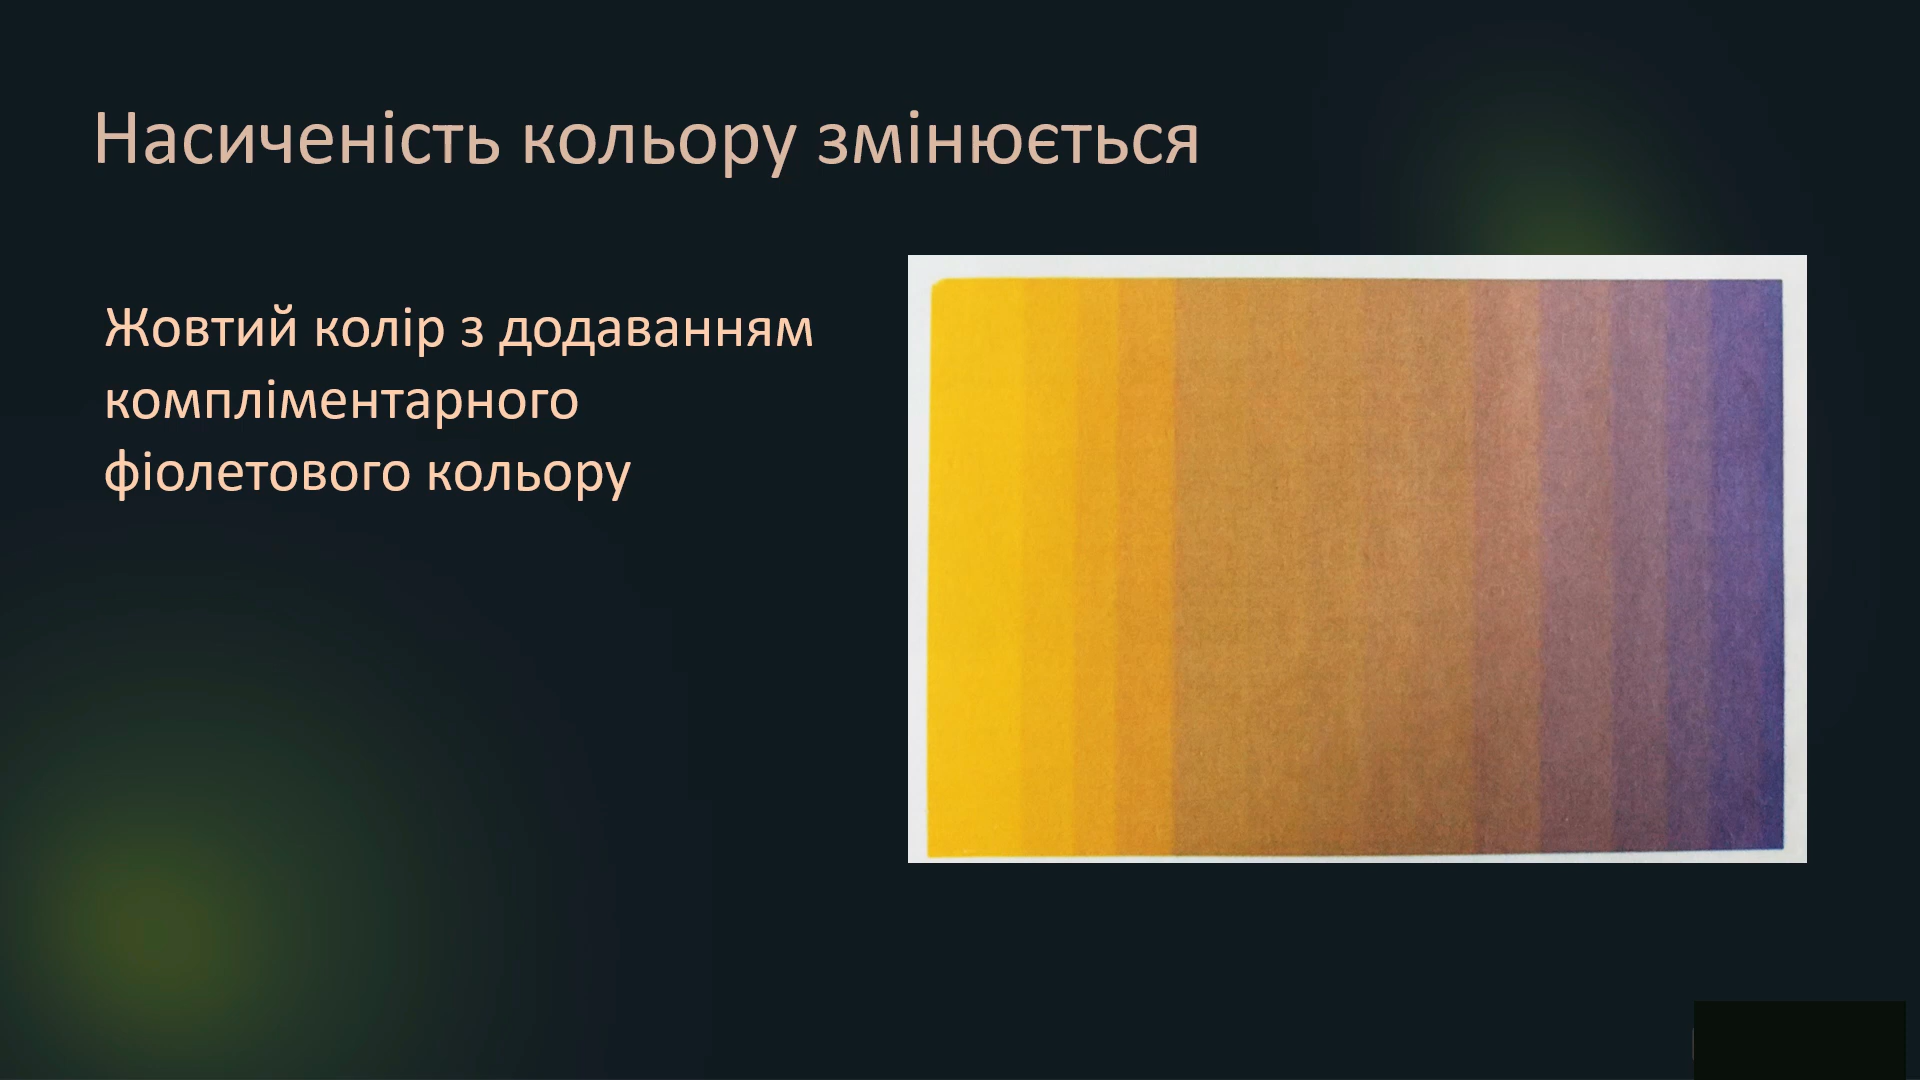 Насиченість кольору змінюється
Жовтий колір з додаванням
компліментарного
фіолетового кольору